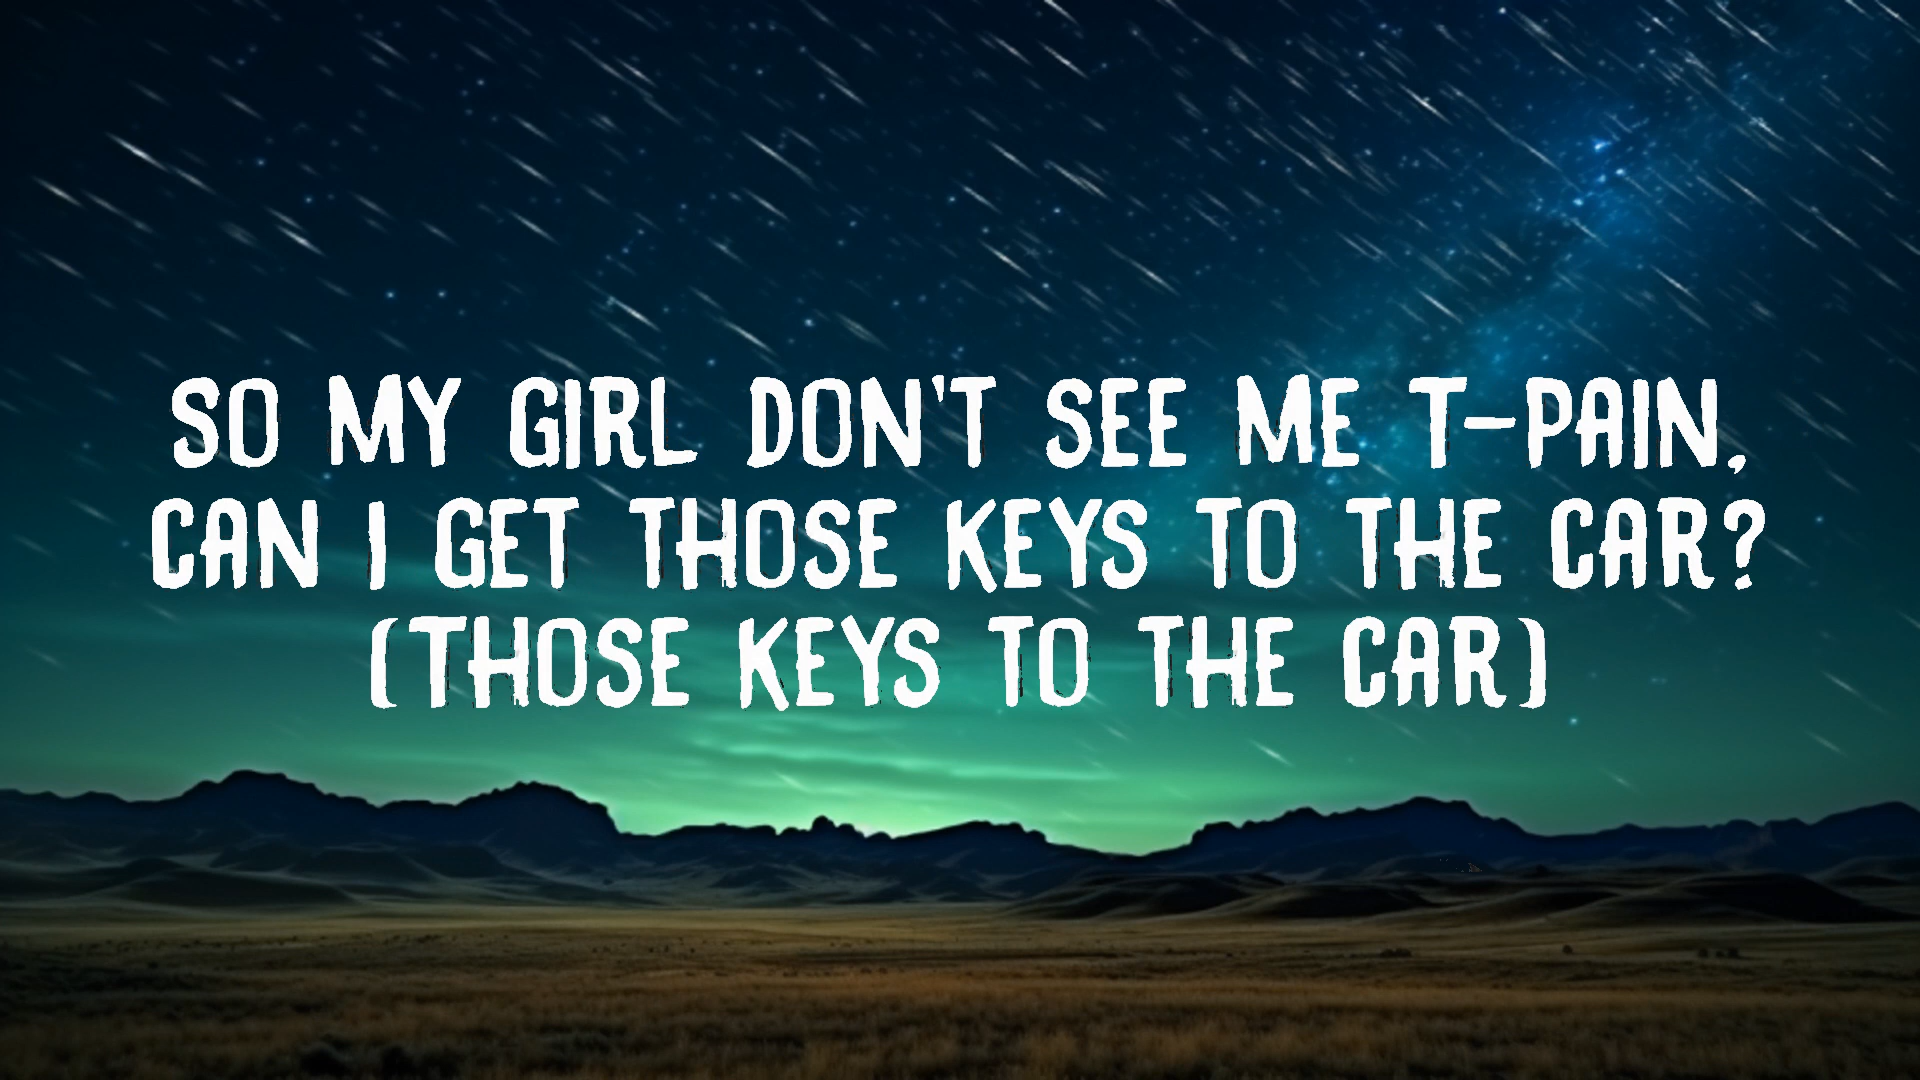 SO MY GIRL DON'T SEE ME T-PAIN,
CAN I GET THOSE KEYS TO THE CAR?
(THOSE KEYS TO THE CAR)